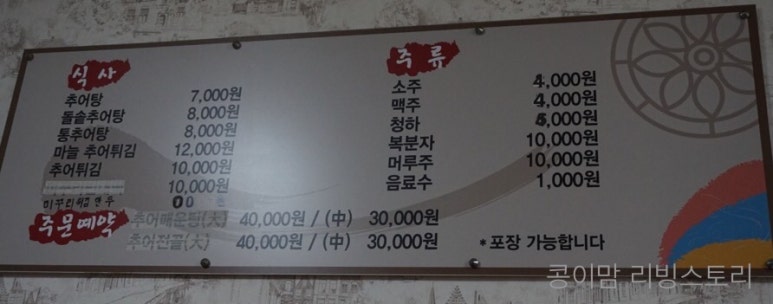 식사
추어탕 7,000원
돌솥추어탕 8,000원
통추어탕 8,000원
마늘 추어튀김 12,000원
추어튀김 10,000원
10,000원
주류
소주 4,000원
맥주 4,000원
청하 5,000원
복분자 10,000원
머루주 10,000원
음료수 1,000원
주문예약
추어매운탕(大) 40,000원 / (中) 30,000원
추어전골(大) 40,000원 / (中) 30,000원
*포장 가능합니다
콩이맘 리빙스토리